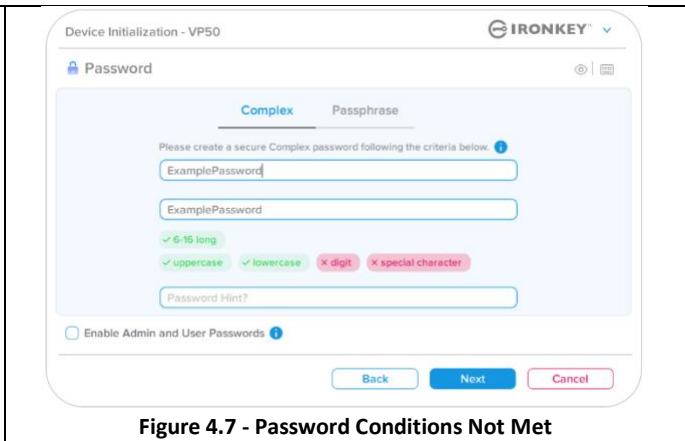 Device Initialization - VP50 IRONKEY™
Password
Complex Passphrase
Please create a secure Complex password following the criteria below.
ExamplePassword
ExamplePassword
✓ 6-16 long
✓ uppercase ✓ lowercase × digit × special character
Password Hint?
Enable Admin and User Passwords
Back Next Cancel
Figure 4.7 - Password Conditions Not Met